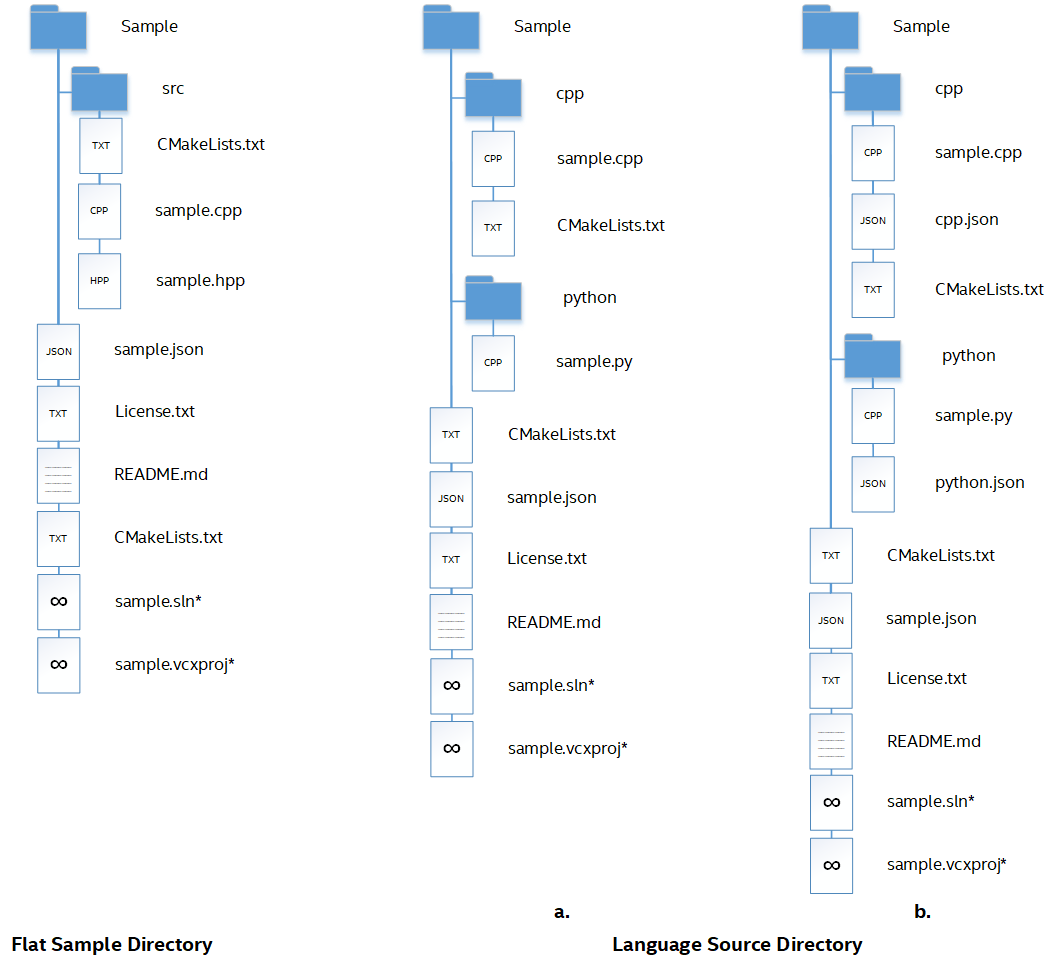 Sample
src
TXT
CMakeLists.txt
CPP
sample.cpp
HPP
sample.hpp
JSON
sample.json
TXT
License.txt
README.md
TXT
CMakeLists.txt
∞
sample.sln*
∞
sample.vcxproj*
Flat Sample Directory
Sample
cpp
CPP
sample.cpp
TXT
CMakeLists.txt
python
CPP
sample.py
TXT
CMakeLists.txt
JSON
sample.json
TXT
License.txt
README.md
∞
sample.sln*
∞
sample.vcxproj*
a.
Sample
cpp
CPP
sample.cpp
JSON
cpp.json
TXT
CMakeLists.txt
python
CPP
sample.py
JSON
python.json
TXT
CMakeLists.txt
JSON
sample.json
TXT
License.txt
README.md
∞
sample.sln*
∞
sample.vcxproj*
b.
Language Source Directory